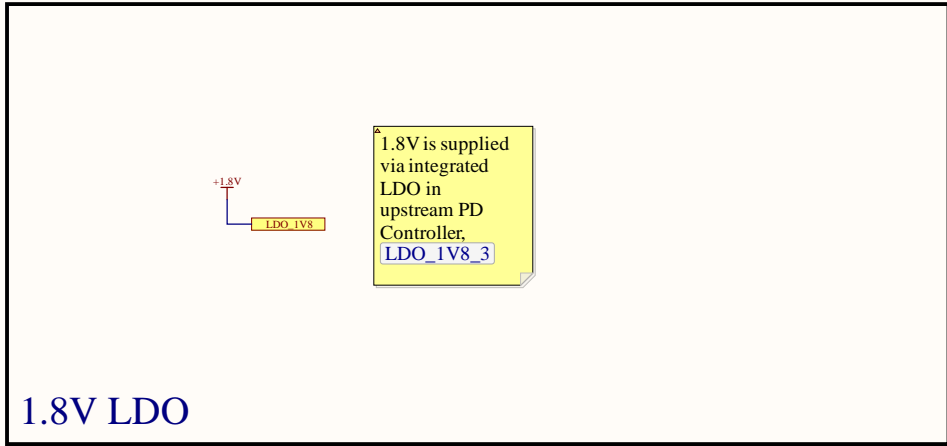 +1.8V
LDO_1V8
1.8V is supplied
via integrated
LDO in
upstream PD
Controller,
LDO_1V8_3
1.8V LDO